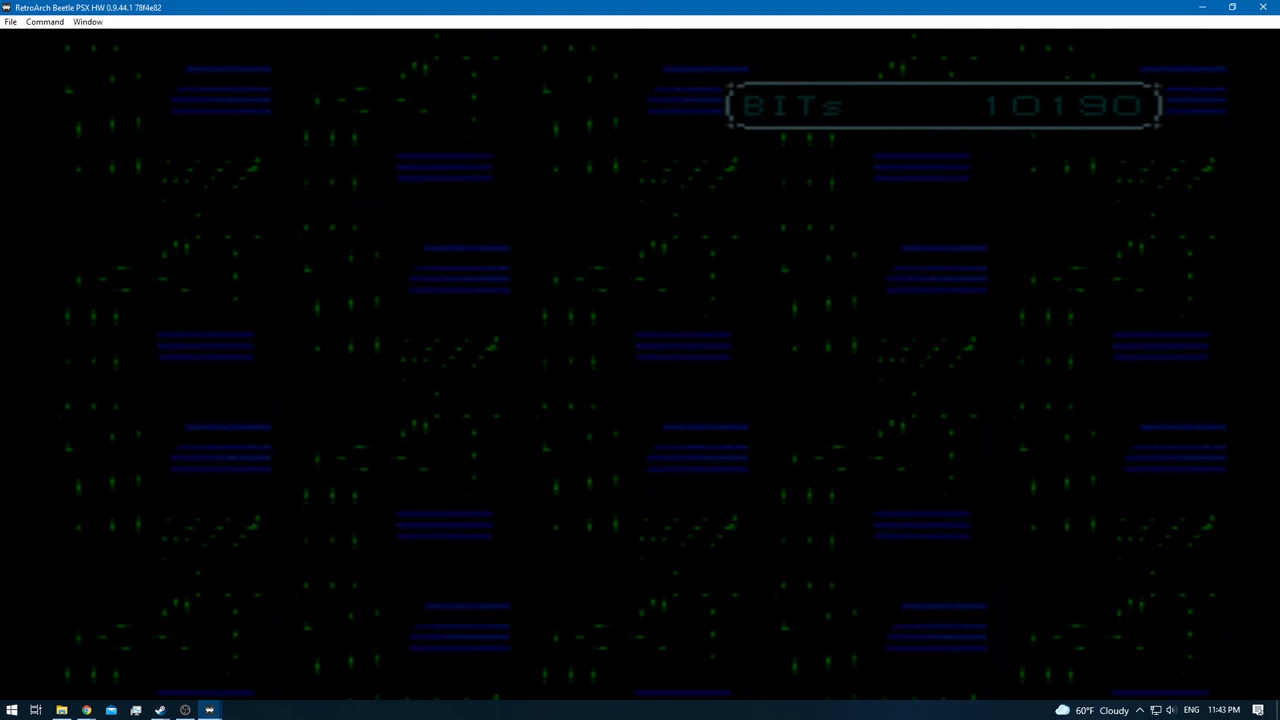 RetroArch Beetle PSX HW 0.9.44.1 78f4e82
File Command Window
BITs 10190
60°F Cloudy 11:43 PM